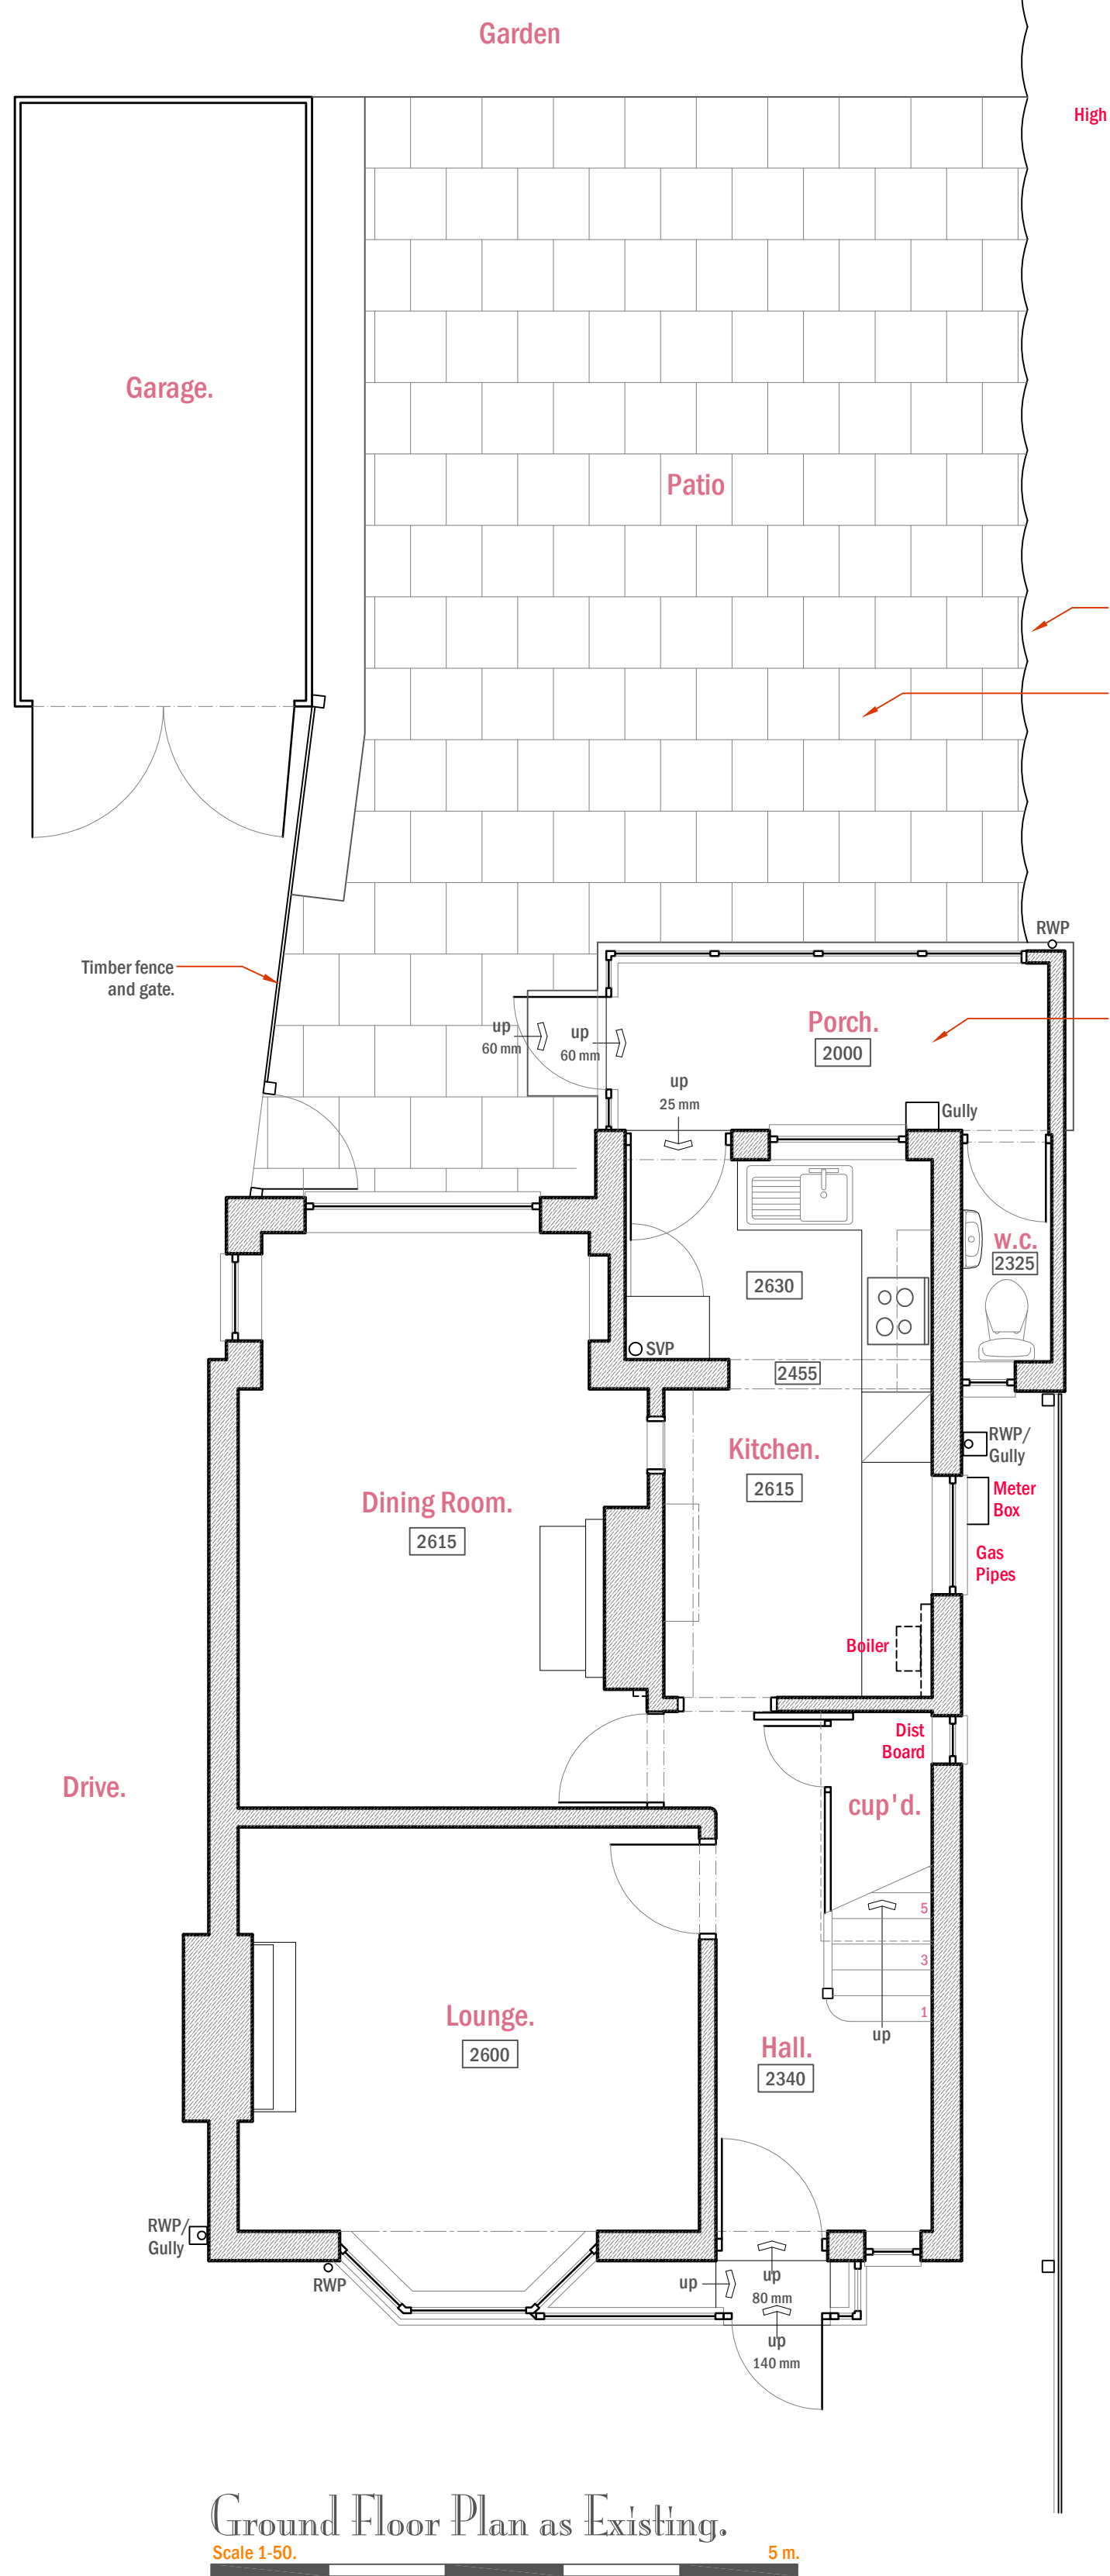 Garden
High
Garage.
Patio
RWP
Timber fence
and gate.
up
60 mm
up
60 mm
Porch.
2000
up
25 mm
Gully
W.C.
2325
2630
SVP
2455
Kitchen.
2615
RWP/
Gully
Meter
Box
Gas
Pipes
Dining Room.
2615
Boiler
Dist
Board
Drive.
cup'd.
5
3
1
up
Lounge.
2600
Hall.
2340
RWP/
Gully
RWP
up
up
80 mm
up
140 mm
Ground Floor Plan as Existing.
Scale 1-50.
5 m.